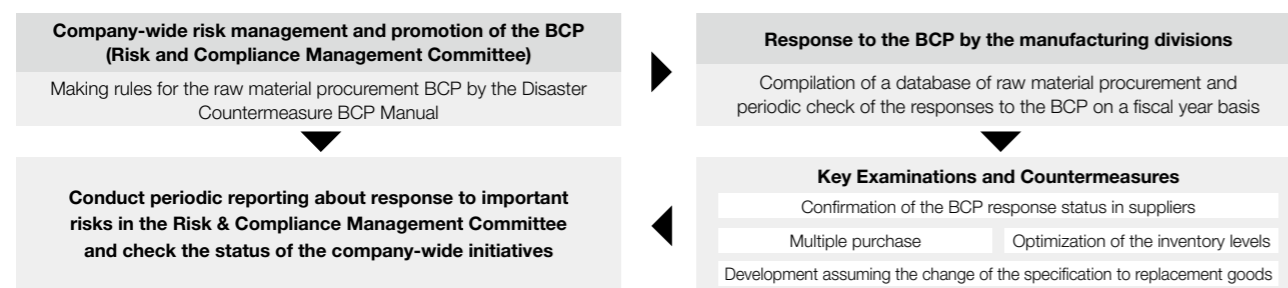 Company-wide risk management and promotion of the BCP
(Risk and Compliance Management Committee)
Making rules for the raw material procurement BCP by the Disaster
Countermeasure BCP Manual
Response to the BCP by the manufacturing divisions
Compilation of a database of raw material procurement and
periodic check of the responses to the BCP on a fiscal year basis
Conduct periodic reporting about response to important
risks in the Risk & Compliance Management Committee
and check the status of the company-wide initiatives
Key Examinations and Countermeasures
Confirmation of the BCP response status in suppliers
Multiple purchase
Optimization of the inventory levels
Development assuming the change of the specification to replacement goods